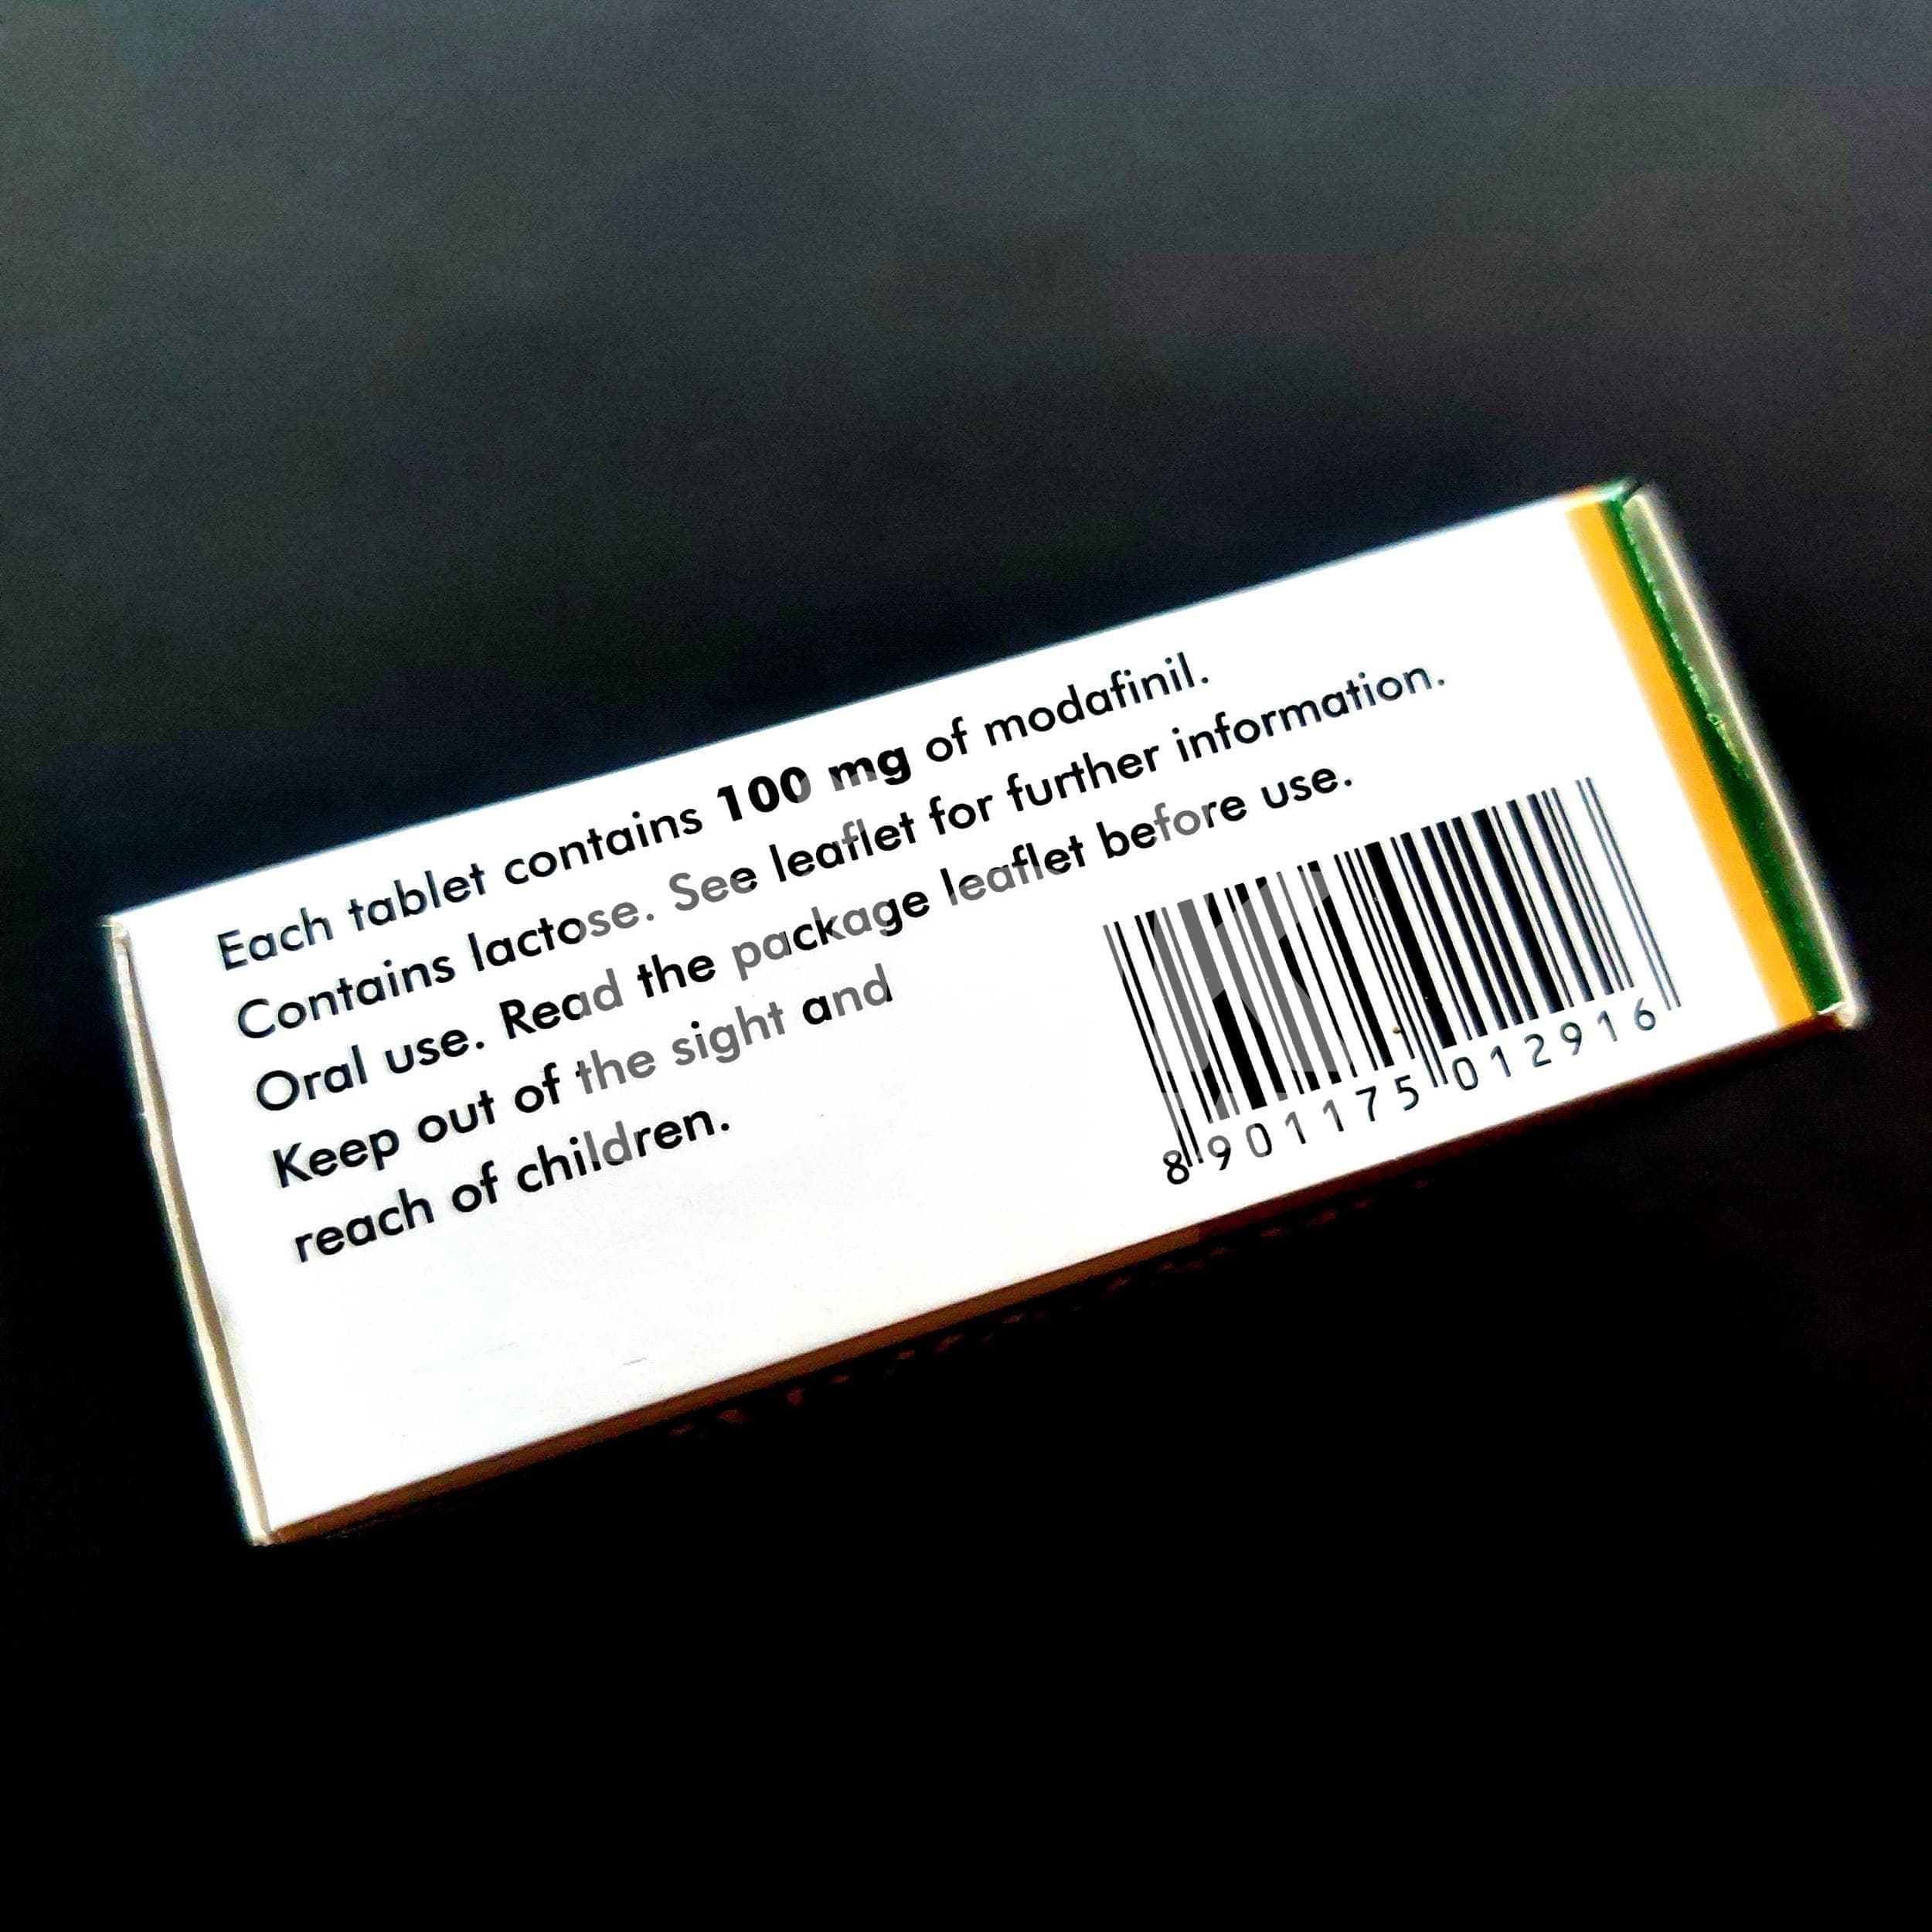 Each tablet contains 100 mg of modafinil.
Contains lactose. See leaflet for further information.
Oral use. Read the package leaflet before use.
Keep out of the sight and
reach of children.
8 901175 012916